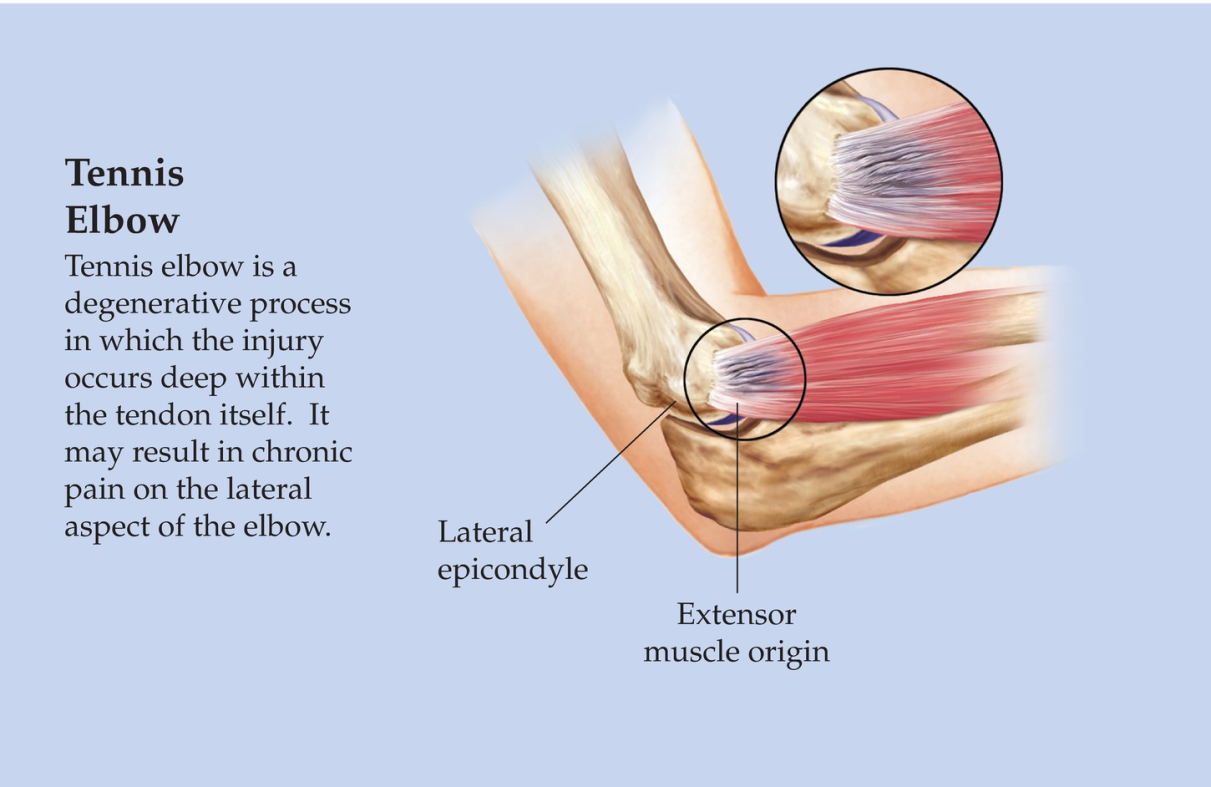 Tennis
Elbow
Tennis elbow is a
degenerative process
in which the injury
occurs deep within
the tendon itself.  It
may result in chronic
pain on the lateral
aspect of the elbow.
Lateral
epicondyle
Extensor
muscle origin